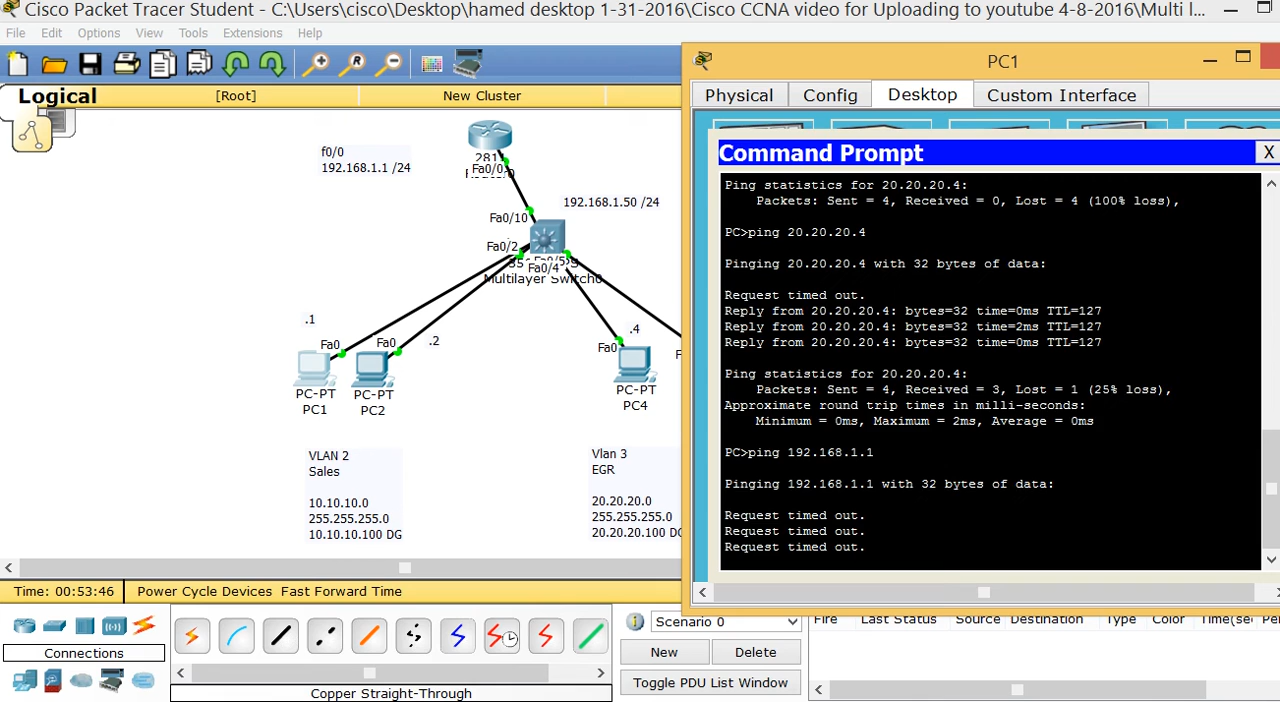 Cisco Packet Tracer Student - C:\Users\cisco\Desktop\hamed desktop 1-31-2016\Cisco CCNA video for Uploading to youtube 4-8-2016\Multi l...
File Edit Options View Tools Extensions Help
Logical [Root] New Cluster
f0/0
192.168.1.1 /24
Fa0/0
192.168.1.50 /24
Fa0/10
Fa0/2
Fa0/4
Multilayer Switch0
.1
Fa0
Fa0
.2
.4
Fa0
PC-PT
PC1
PC-PT
PC2
PC-PT
PC4
VLAN 2
Sales
10.10.10.0
255.255.255.0
10.10.10.100 DG
Vlan 3
EGR
20.20.20.0
255.255.255.0
20.20.20.100 DG
PC1
Physical Config Desktop Custom Interface
Command Prompt
X
Ping statistics for 20.20.20.4:
Packets: Sent = 4, Received = 0, Lost = 4 (100% loss),
PC>ping 20.20.20.4
Pinging 20.20.20.4 with 32 bytes of data:
Request timed out.
Reply from 20.20.20.4: bytes=32 time=0ms TTL=127
Reply from 20.20.20.4: bytes=32 time=2ms TTL=127
Reply from 20.20.20.4: bytes=32 time=0ms TTL=127
Ping statistics for 20.20.20.4:
Packets: Sent = 4, Received = 3, Lost = 1 (25% loss),
Approximate round trip times in milli-seconds:
Minimum = 0ms, Maximum = 2ms, Average = 0ms
PC>ping 192.168.1.1
Pinging 192.168.1.1 with 32 bytes of data:
Request timed out.
Request timed out.
Request timed out.
Time: 00:53:46 Power Cycle Devices Fast Forward Time
Connections
Copper Straight-Through
Scenario 0
New Delete
Toggle PDU List Window
Fire Last Status Source Destination Type Color Time(sec